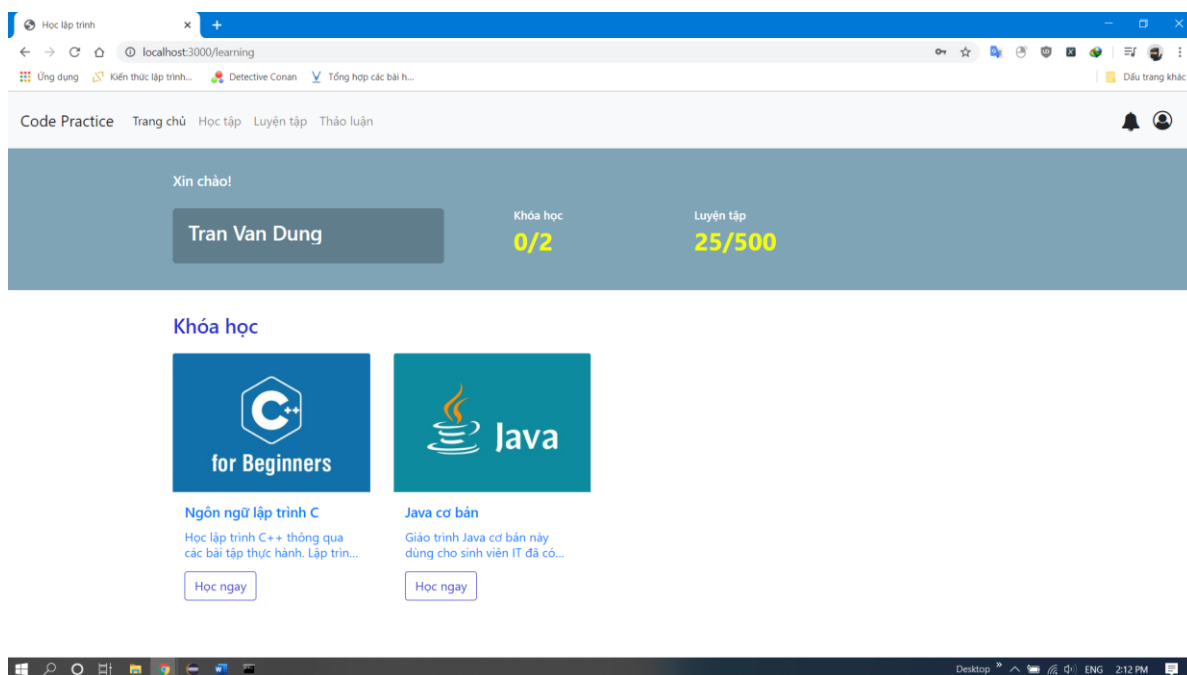 Học lập trình
localhost:3000/learning
Ứng dụng Kiến thức lập trình... Detective Conan Tổng hợp các bài h... Dấu trang khác
Code Practice Trang chủ Học tập Luyện tập Thảo luận
Xin chào!
Tran Van Dung
Khóa học
0/2
Luyện tập
25/500
Khóa học
C++
for Beginners
Ngôn ngữ lập trình C
Học lập trình C++ thông qua
các bài tập thực hành. Lập trìn...
Học ngay
Java
Java cơ bản
Giáo trình Java cơ bản này
dùng cho sinh viên IT đã có...
Học ngay
Desktop ENG 2:12 PM